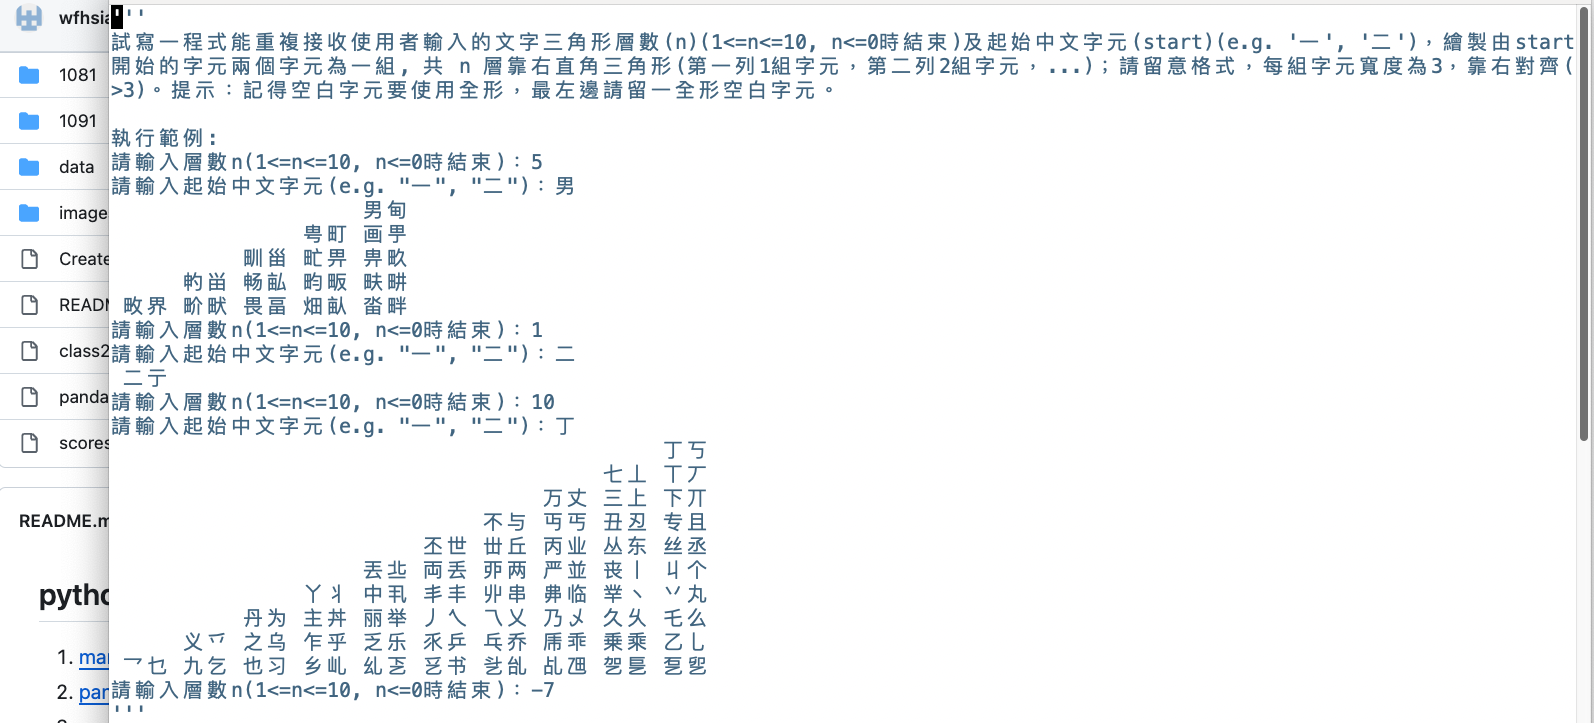 wfhsia
1081
1091
data
image
Create
READM
class2
panda
scores
README.m
pytho
1. mar
2. par
'''
試寫一程式能重複接收使用者輸入的文字三角形層數(n)(1<=n<=10, n<=0時結束)及起始中文字元(start)(e.g. '一', '二')，繪製由start
開始的字元兩個字元為一組，共 n 層靠右直角三角形(第一列1組字元，第二列2組字元，...)；請留意格式，每組字元寬度為3，靠右對齊(
>3)。提示：記得空白字元要使用全形，最左邊請留一全形空白字元。
執行範例:
請輸入層數n(1<=n<=10, n<=0時結束)：5
請輸入起始中文字元(e.g. "一", "二")：男
男甸
甹町 画甼
甽甾 甿畀 畁畂
畃畄 畅畆 畇畈 畉畊
畋界 畍畎 畏畐 畑畒 畓畔
請輸入層數n(1<=n<=10, n<=0時結束)：1
請輸入起始中文字元(e.g. "一", "二")：二
二亍
請輸入層數n(1<=n<=10, n<=0時結束)：10
請輸入起始中文字元(e.g. "一", "二")：丁
丁丂
七丄 丅丆
万丈 三上 下丌
不与 丏丐 丑丒 专且
丕世 丗丘 丙业 丛东 丝丞
丟丠 両丢 丣两 严並 丧丨 丩个
丫丬 中丮 丯丰 丱串 丳临 丵丶 丷丸
丹为 主丼 丽举 丿乀 乁乂 乃乄 久乆 乇么
义乊 之乌 乍乎 乏乐 乑乒 乓乔 乕乖 乗乘 乙乚
乛乜 九乞 也习 乡乢 乣乤 乥书 乧乨 乩乪 乫乬 乭乮
請輸入層數n(1<=n<=10, n<=0時結束)：-7
'''